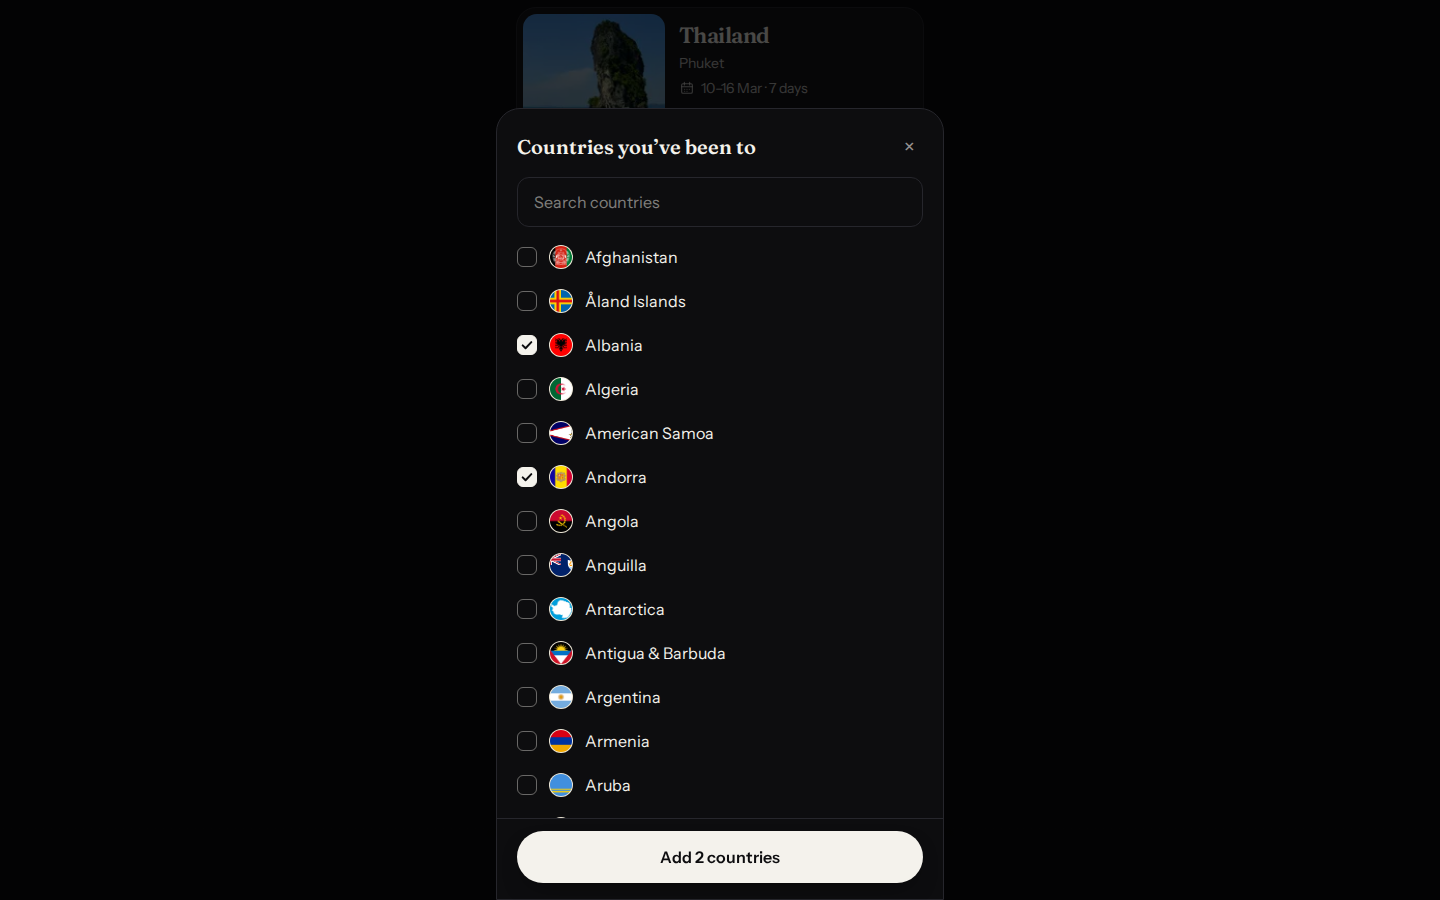 Thailand
Phuket
10–16 Mar · 7 days
Countries you’ve been to
×
Search countries
Afghanistan
Åland Islands
Albania
Algeria
American Samoa
Andorra
Angola
Anguilla
Antarctica
Antigua & Barbuda
Argentina
Armenia
Aruba
Add 2 countries